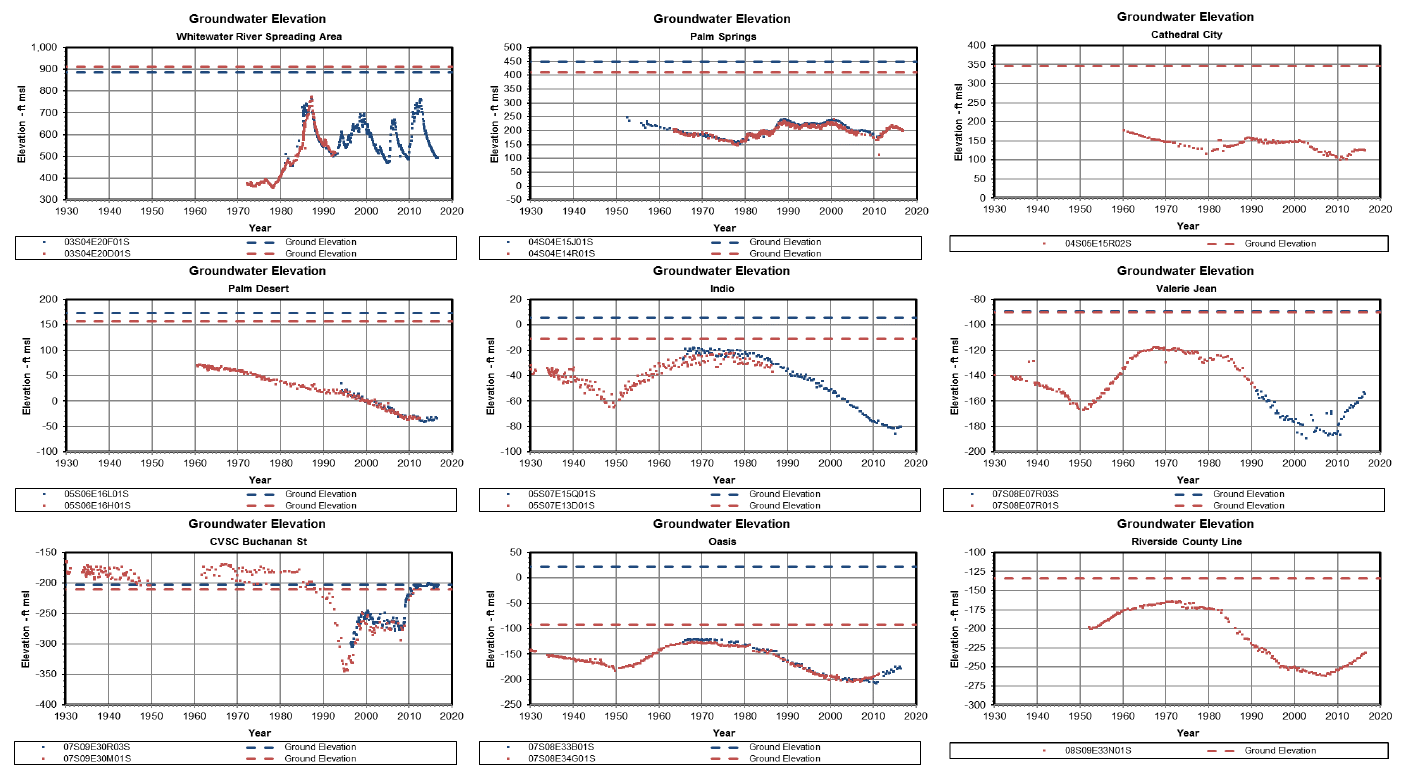 Groundwater Elevation
Whitewater River Spreading Area
Elevation - ft msl
1,000
900
800
700
600
500
400
300
1930 1940 1950 1960 1970 1980 1990 2000 2010 2020
Year
03S04E20F01S Ground Elevation
03S04E20D01S Ground Elevation
Groundwater Elevation
Palm Springs
Elevation - ft msl
500
450
400
350
300
250
200
150
100
50
0
-50
1930 1940 1950 1960 1970 1980 1990 2000 2010 2020
Year
04S04E15J01S Ground Elevation
04S04E14R01S Ground Elevation
Groundwater Elevation
Cathedral City
Elevation - ft msl
400
350
300
250
200
150
100
50
0
1930 1940 1950 1960 1970 1980 1990 2000 2010 2020
Year
04S05E15R02S Ground Elevation
Groundwater Elevation
Palm Desert
Elevation - ft msl
200
150
100
50
0
-50
-100
1930 1940 1950 1960 1970 1980 1990 2000 2010 2020
Year
05S06E16L01S Ground Elevation
05S06E16H01S Ground Elevation
Groundwater Elevation
Indio
Elevation - ft msl
20
0
-20
-40
-60
-80
-100
1930 1940 1950 1960 1970 1980 1990 2000 2010 2020
Year
05S07E15Q01S Ground Elevation
05S07E13D01S Ground Elevation
Groundwater Elevation
Valerie Jean
Elevation - ft msl
-80
-100
-120
-140
-160
-180
-200
1930 1940 1950 1960 1970 1980 1990 2000 2010 2020
Year
07S08E07R03S Ground Elevation
07S08E07R01S Ground Elevation
Groundwater Elevation
CVSC Buchanan St
Elevation - ft msl
-150
-200
-250
-300
-350
-400
1930 1940 1950 1960 1970 1980 1990 2000 2010 2020
Year
07S09E30R03S Ground Elevation
07S09E30M01S Ground Elevation
Groundwater Elevation
Oasis
Elevation - ft msl
50
0
-50
-100
-150
-200
-250
1930 1940 1950 1960 1970 1980 1990 2000 2010 2020
Year
07S08E33B01S Ground Elevation
07S08E34G01S Ground Elevation
Groundwater Elevation
Riverside County Line
Elevation - ft msl
-100
-125
-150
-175
-200
-225
-250
-275
-300
1930 1940 1950 1960 1970 1980 1990 2000 2010 2020
Year
08S09E33N01S Ground Elevation